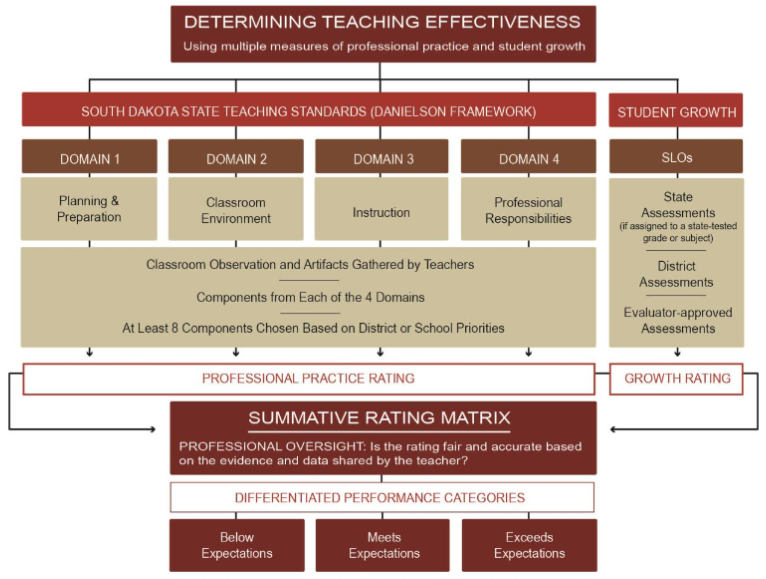 DETERMINING TEACHING EFFECTIVENESS
Using multiple measures of professional practice and student growth
SOUTH DAKOTA STATE TEACHING STANDARDS (DANIELSON FRAMEWORK)
STUDENT GROWTH
DOMAIN 1
DOMAIN 2
DOMAIN 3
DOMAIN 4
SLOs
Planning &
Preparation
Classroom
Environment
Instruction
Professional
Responsibilities
State
Assessments
(if assigned to a state-tested
grade or subject)
District
Assessments
Evaluator-approved
Assessments
Classroom Observation and Artifacts Gathered by Teachers
Components from Each of the 4 Domains
At Least 8 Components Chosen Based on District or School Priorities
PROFESSIONAL PRACTICE RATING
GROWTH RATING
SUMMATIVE RATING MATRIX
PROFESSIONAL OVERSIGHT: Is the rating fair and accurate based
on the evidence and data shared by the teacher?
DIFFERENTIATED PERFORMANCE CATEGORIES
Below
Expectations
Meets
Expectations
Exceeds
Expectations